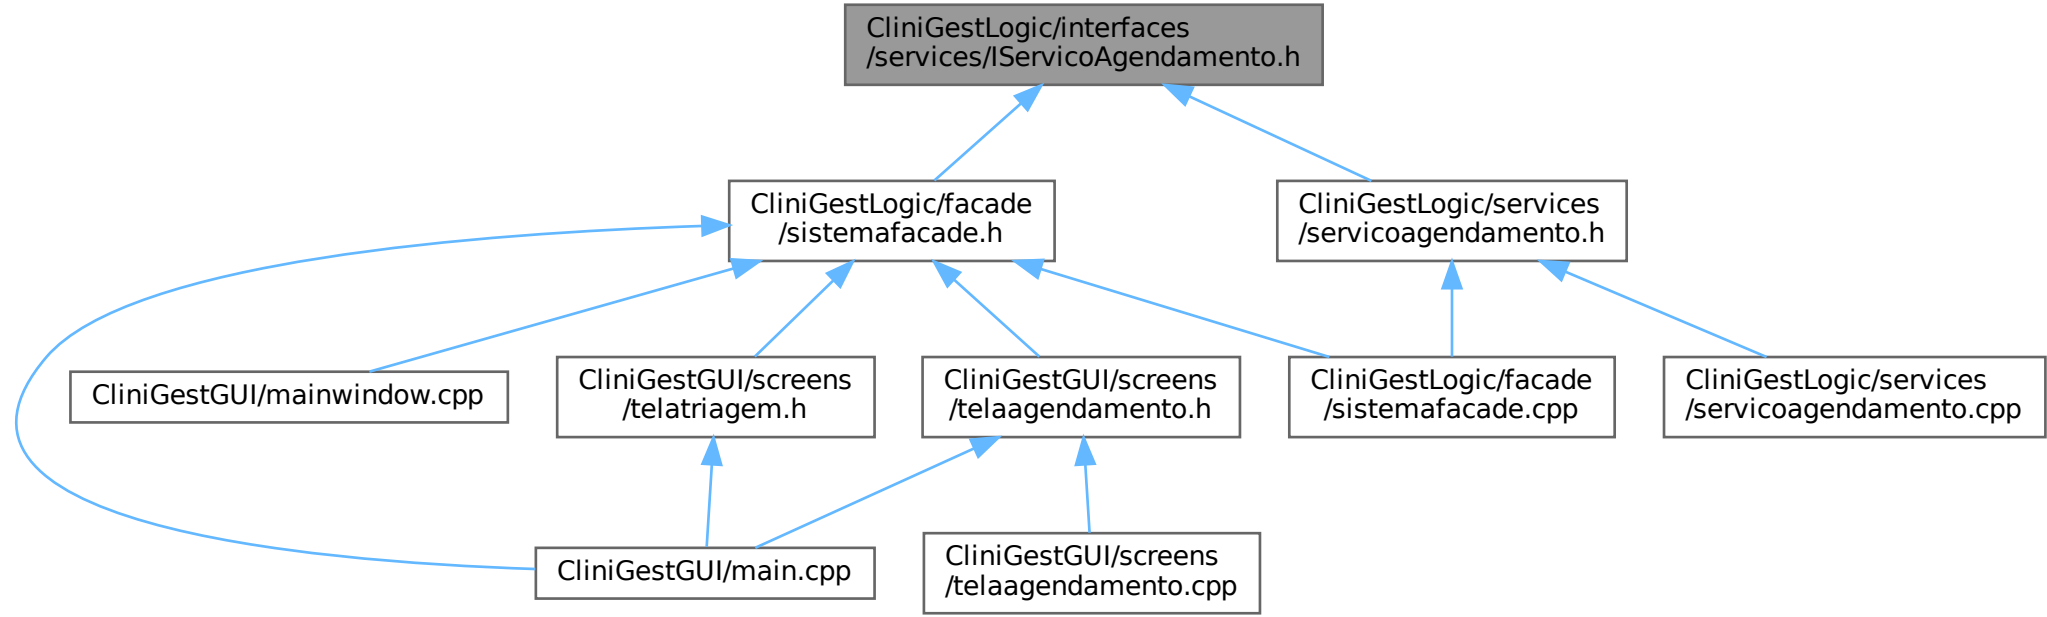 CliniGestLogic/interfaces
/services/IServicoAgendamento.h
CliniGestLogic/facade
/sistemafacade.h
CliniGestLogic/services
/servicoagendamento.h
CliniGestGUI/mainwindow.cpp
CliniGestGUI/screens
/telatriagem.h
CliniGestGUI/screens
/telaagendamento.h
CliniGestLogic/facade
/sistemafacade.cpp
CliniGestLogic/services
/servicoagendamento.cpp
CliniGestGUI/main.cpp
CliniGestGUI/screens
/telaagendamento.cpp